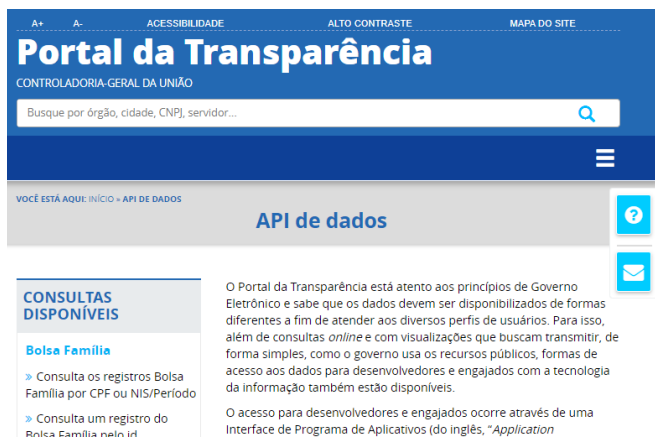 A+ A- ACESSIBILIDADE ALTO CONTRASTE MAPA DO SITE
Portal da Transparência
CONTROLADORIA-GERAL DA UNIÃO
Busque por órgão, cidade, CNPJ, servidor...
VOCÊ ESTÁ AQUI: INÍCIO » API DE DADOS
API de dados
CONSULTAS
DISPONÍVEIS
Bolsa Família
» Consulta os registros Bolsa
Família por CPF ou NIS/Período
» Consulta um registro do
Bolsa Família pelo id
O Portal da Transparência está atento aos princípios de Governo
Eletrônico e sabe que os dados devem ser disponibilizados de formas
diferentes a fim de atender aos diversos perfis de usuários. Para isso,
além de consultas online e com visualizações que buscam transmitir, de
forma simples, como o governo usa os recursos públicos, formas de
acesso aos dados para desenvolvedores e engajados com a tecnologia
da informação também estão disponíveis.
O acesso para desenvolvedores e engajados ocorre através de uma
Interface de Programa de Aplicativos (do inglês, “Application